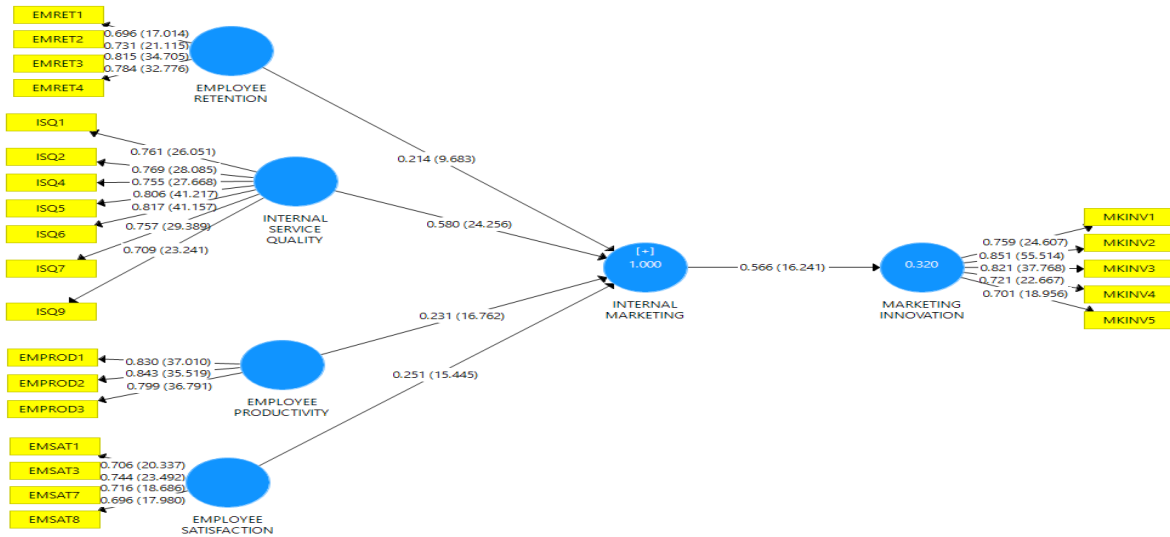 EMRET1
EMRET2
EMRET3
EMRET4
0.696 (17.014)
0.731 (21.115)
0.815 (34.705)
0.784 (32.776)
EMPLOYEE
RETENTION
ISQ1
ISQ2
ISQ4
ISQ5
ISQ6
ISQ7
ISQ9
0.761 (26.051)
0.769 (28.085)
0.755 (27.668)
0.806 (41.217)
0.817 (41.157)
0.757 (29.389)
0.709 (23.241)
INTERNAL
SERVICE
QUALITY
EMPROD1
EMPROD2
EMPROD3
0.830 (37.010)
0.843 (35.519)
0.799 (36.791)
EMPLOYEE
PRODUCTIVITY
EMSAT1
EMSAT3
EMSAT7
EMSAT8
0.706 (20.337)
0.744 (23.492)
0.716 (18.686)
0.696 (17.980)
EMPLOYEE
SATISFACTION
0.214 (9.683)
0.580 (24.256)
0.231 (16.762)
0.251 (15.445)
[+]
1.000
INTERNAL
MARKETING
0.566 (16.241)
0.320
MARKETING
INNOVATION
0.759 (24.607)
0.851 (55.514)
0.821 (37.768)
0.721 (22.667)
0.701 (18.956)
MKINV1
MKINV2
MKINV3
MKINV4
MKINV5